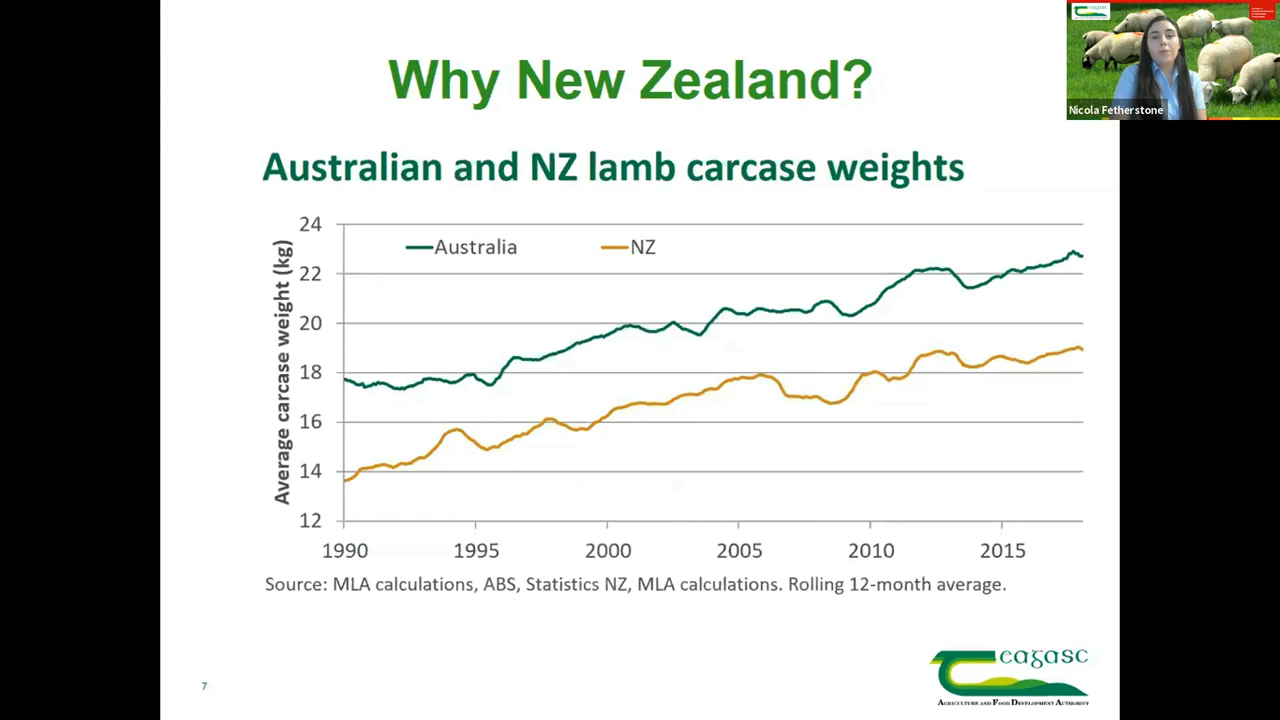 Why New Zealand?
Australian and NZ lamb carcase weights
Average carcase weight (kg)
24
22
20
18
16
14
12
Australia
NZ
1990
1995
2000
2005
2010
2015
Source: MLA calculations, ABS, Statistics NZ, MLA calculations. Rolling 12-month average.
7
eagasc
AGRICULTURE AND FOOD DEVELOPMENT AUTHORITY
eagasc
Nicola Fetherstone